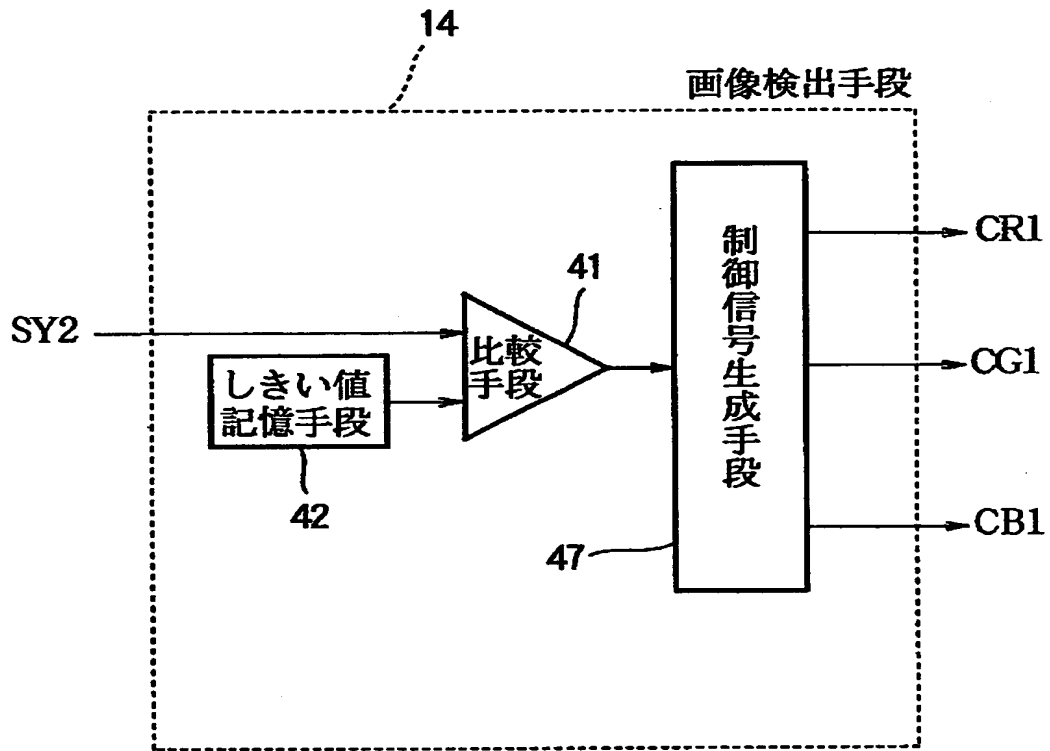 14
画像検出手段
SY2
しきい値
記憶手段
42
比較
手段
41
制御信号生成手段
47
CR1
CG1
CB1